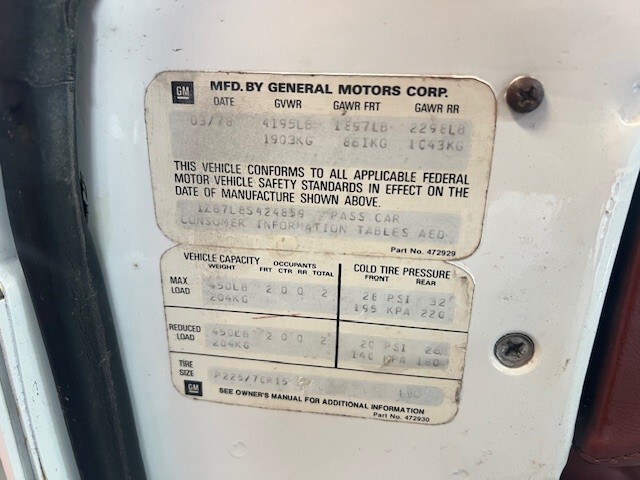 GM MFD. BY GENERAL MOTORS CORP.
DATE GVWR GAWR FRT GAWR RR
03/78 4195LB 1897LB 2298LB
1903KG 861KG 1043KG
THIS VEHICLE CONFORMS TO ALL APPLICABLE FEDERAL
MOTOR VEHICLE SAFETY STANDARDS IN EFFECT ON THE
DATE OF MANUFACTURE SHOWN ABOVE.
1Z87L8S424859 PASS CAR
CONSUMER INFORMATION TABLES
Part No. 472929
VEHICLE CAPACITY OCCUPANTS COLD TIRE PRESSURE
WEIGHT FRT CTR RR TOTAL FRONT REAR
MAX. LOAD 450LB 2 0 0 2 PSI 32
204KG 195 KPA 220
REDUCED LOAD 450LB 2 0 0 2 20 PSI 26
204KG 140 KPA 180
TIRE
SIZE P225/70R15
GM SEE OWNER'S MANUAL FOR ADDITIONAL INFORMATION
Part No. 472930